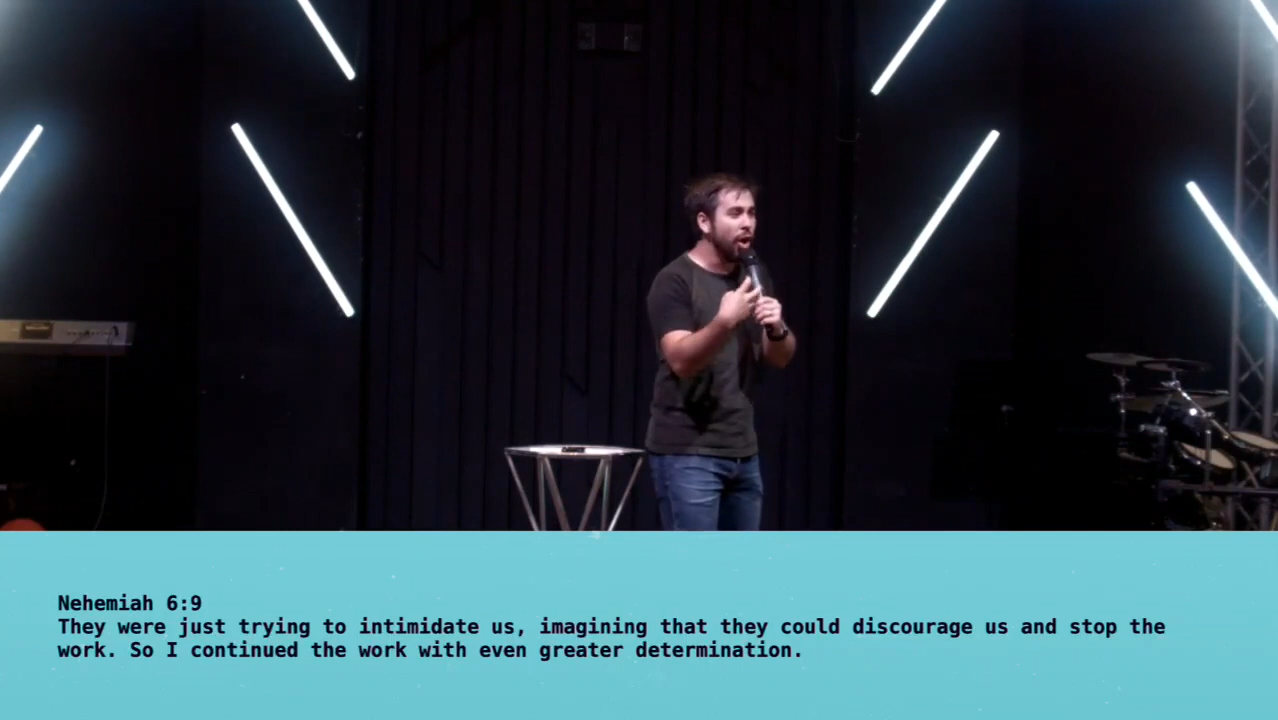 Nehemiah 6:9
They were just trying to intimidate us, imagining that they could discourage us and stop the
work. So I continued the work with even greater determination.